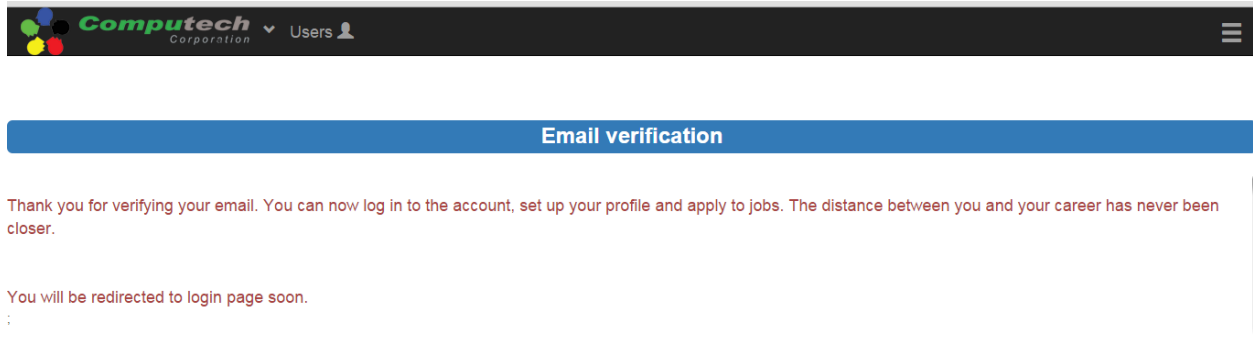 Computech
Corporation
Users
Email verification
Thank you for verifying your email. You can now log in to the account, set up your profile and apply to jobs. The distance between you and your career has never been
closer.
You will be redirected to login page soon.
;